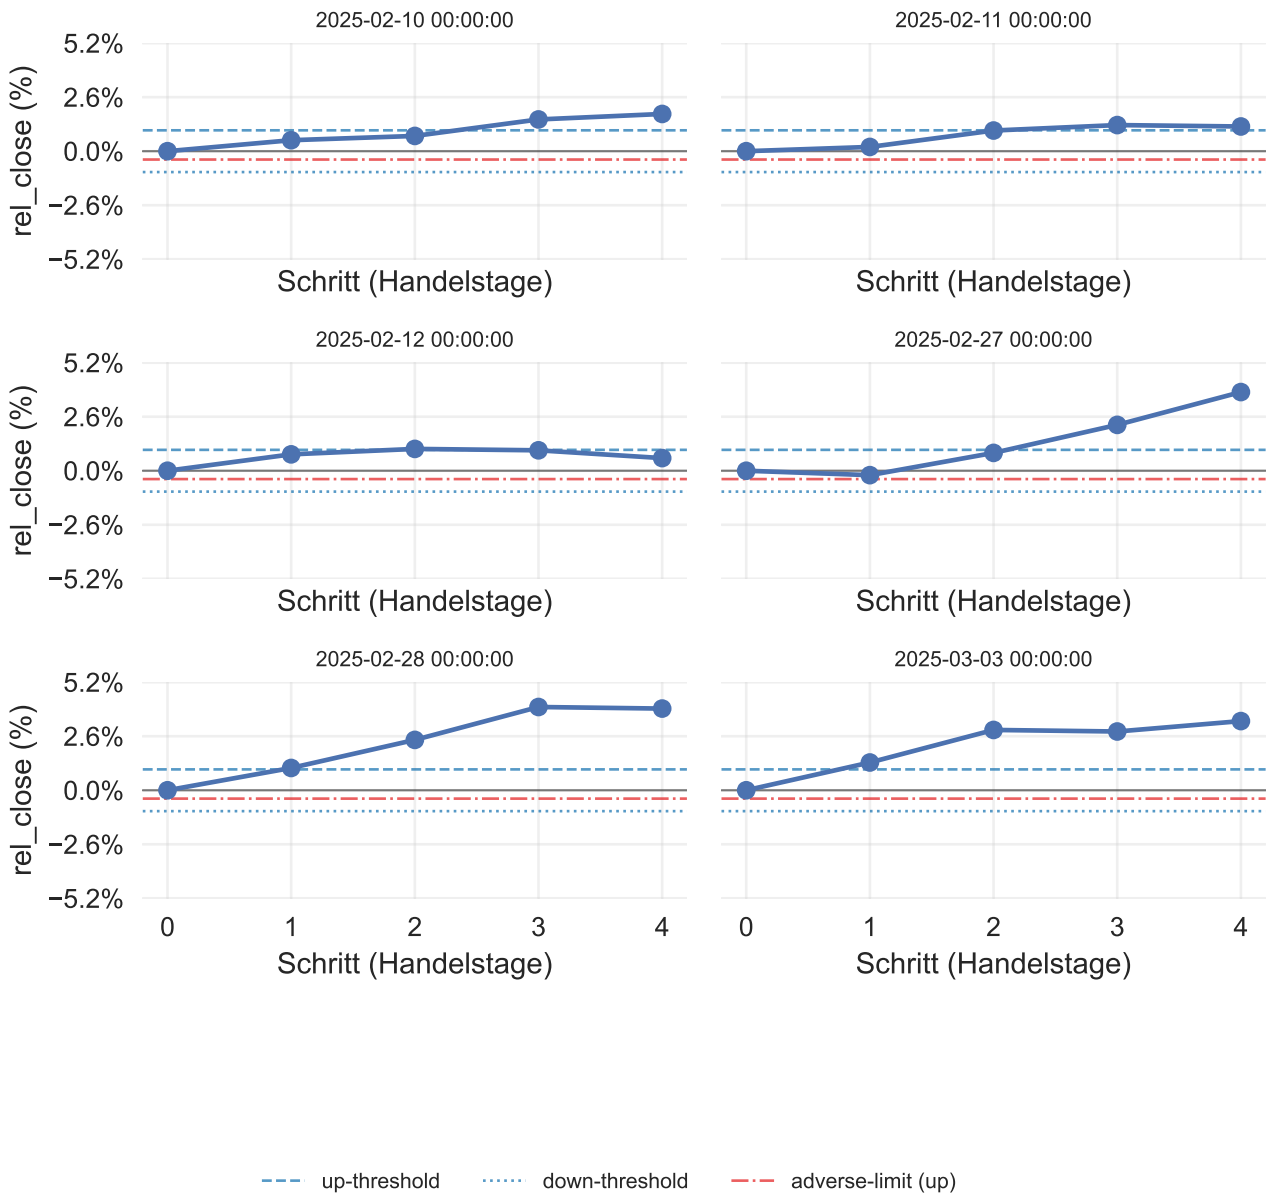 2025-02-10 00:00:00
2025-02-11 00:00:00
5.2%
2.6%
0.0%
−2.6%
−5.2%
rel_close (%)
Schritt (Handelstage)
Schritt (Handelstage)
2025-02-12 00:00:00
2025-02-27 00:00:00
5.2%
2.6%
0.0%
−2.6%
−5.2%
rel_close (%)
Schritt (Handelstage)
Schritt (Handelstage)
2025-02-28 00:00:00
2025-03-03 00:00:00
5.2%
2.6%
0.0%
−2.6%
−5.2%
rel_close (%)
0 1 2 3 4
0 1 2 3 4
Schritt (Handelstage)
Schritt (Handelstage)
up-threshold down-threshold adverse-limit (up)